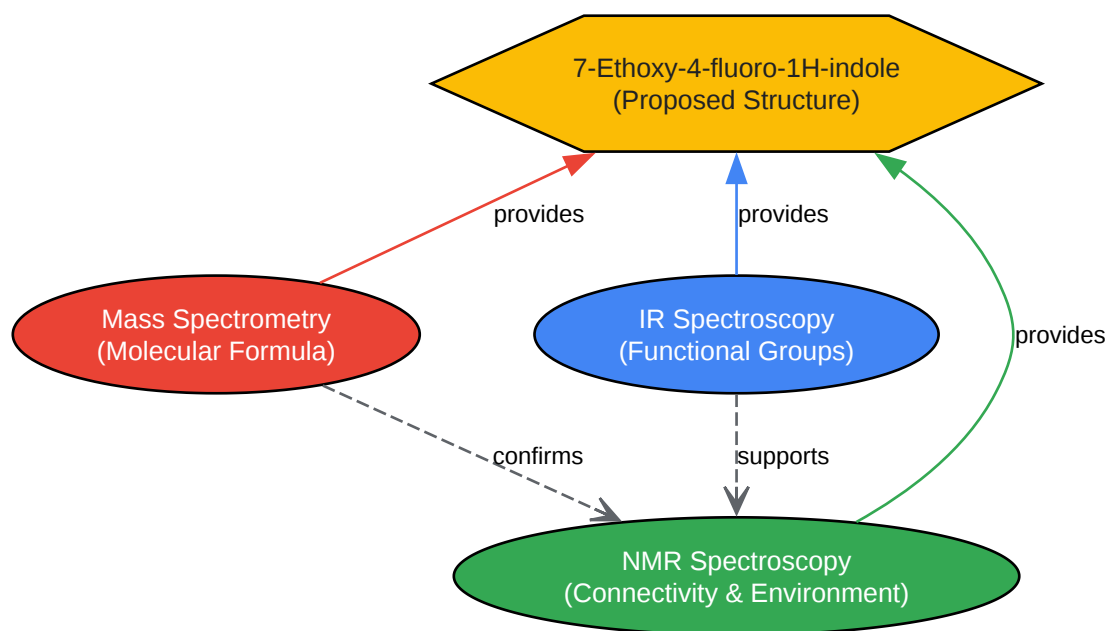 7-Ethoxy-4-fluoro-1H-indole
(Proposed Structure)
provides
provides
Mass Spectrometry
(Molecular Formula)
IR Spectroscopy
(Functional Groups)
provides
confirms
supports
NMR Spectroscopy
(Connectivity & Environment)